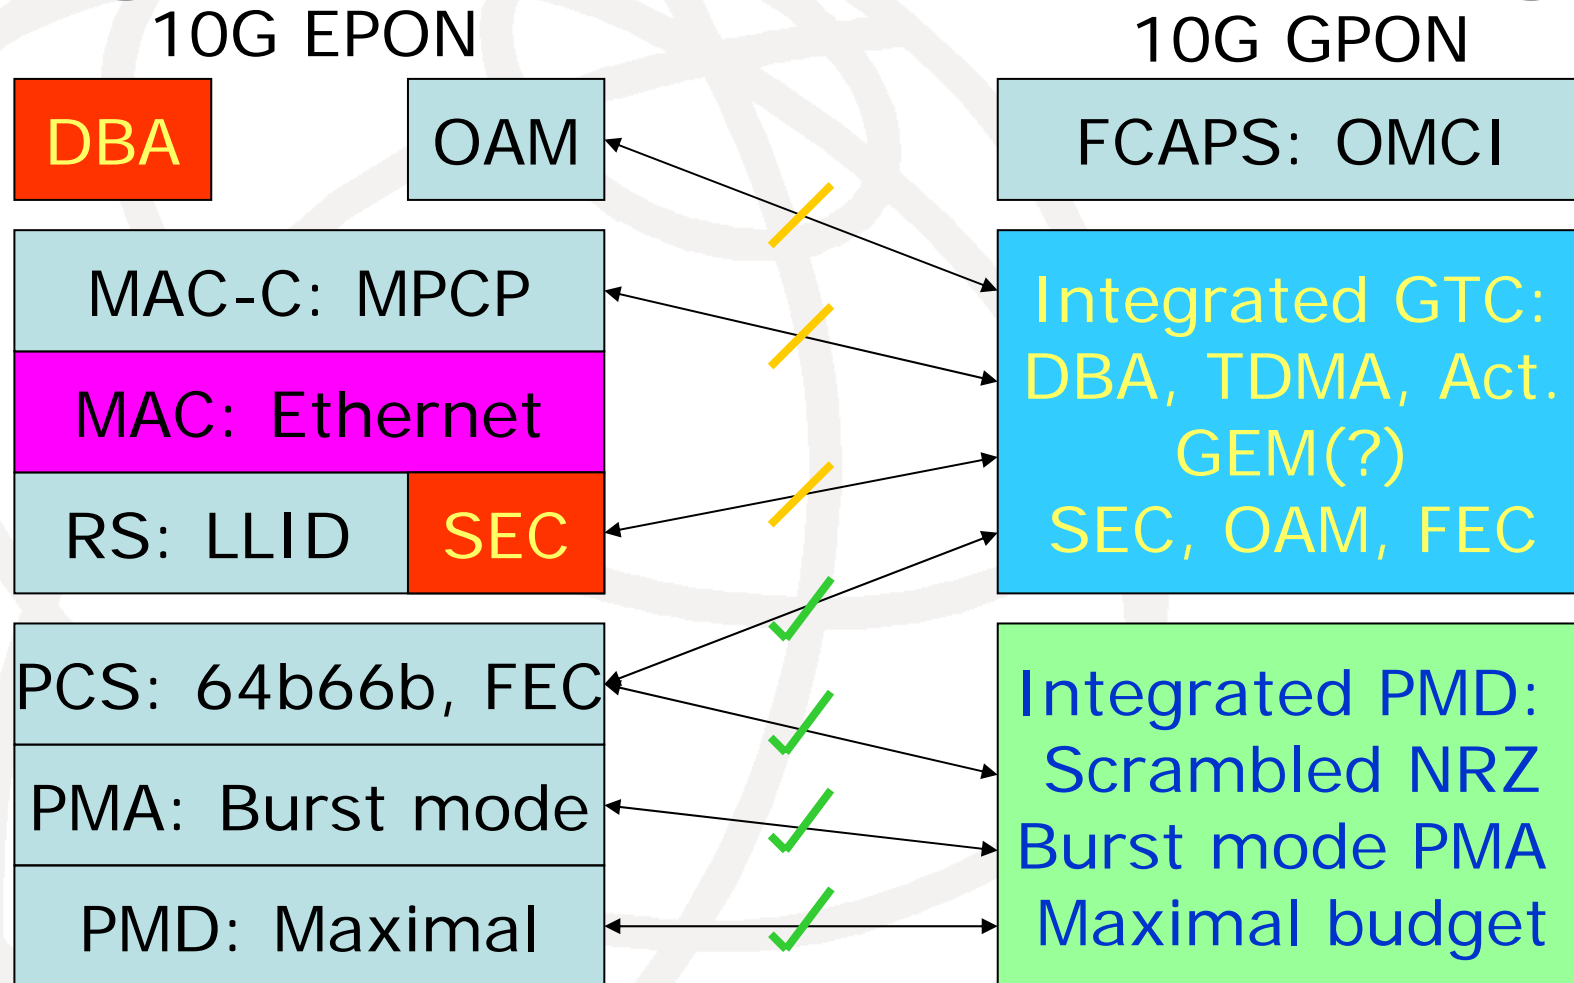 10G EPON
DBA
OAM
MAC-C: MPCP
MAC: Ethernet
RS: LLID
SEC
PCS: 64b66b, FEC
PMA: Burst mode
PMD: Maximal
10G GPON
FCAPS: OMCI
Integrated GTC:
DBA, TDMA, Act.
GEM(?)
SEC, OAM, FEC
Integrated PMD:
Scrambled NRZ
Burst mode PMA
Maximal budget